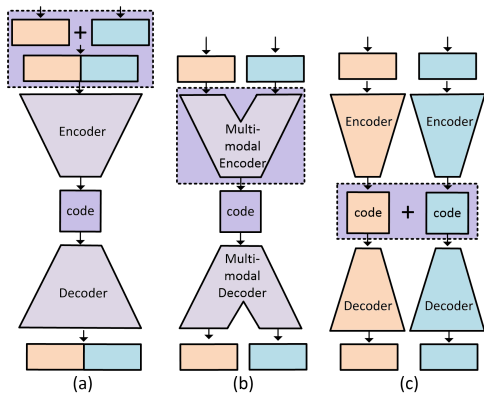 +
Encoder
code
Decoder
(a)
Multi-
modal
Encoder
code
Multi-
modal
Decoder
(b)
Encoder
Encoder
code + code
Decoder
Decoder
(c)